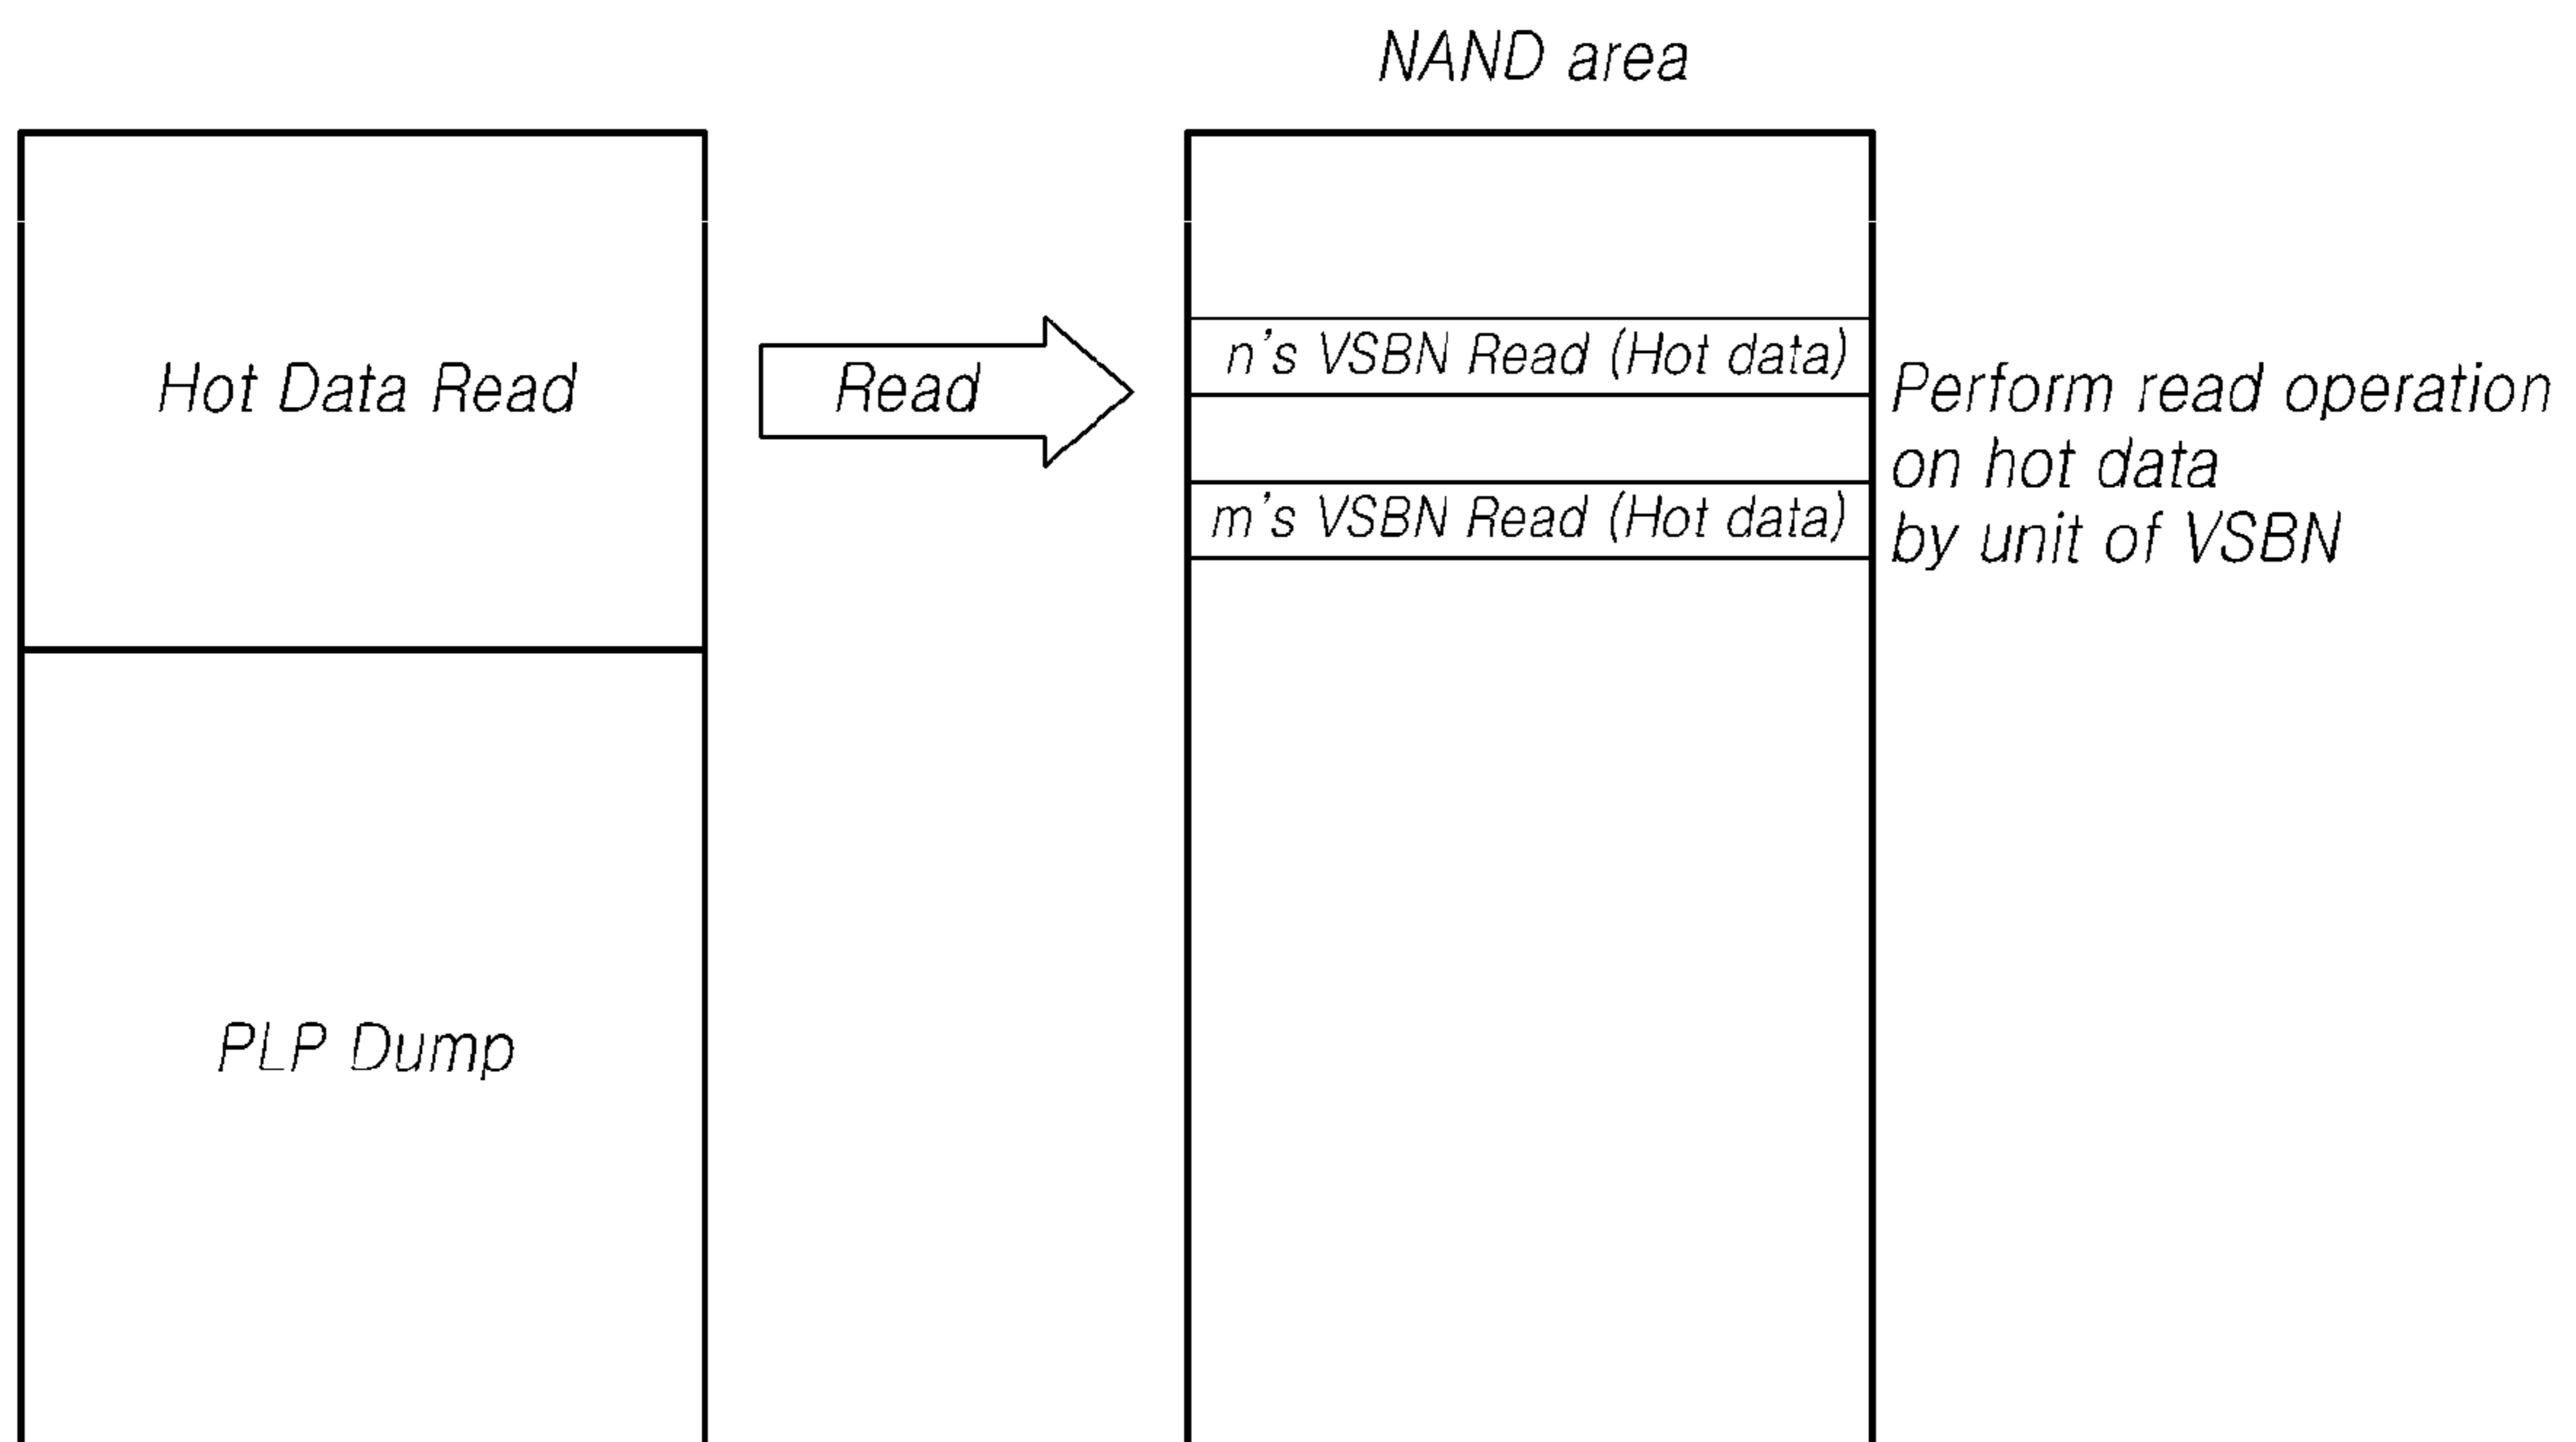 NAND area
Hot Data Read
Read
n's VSBN Read (Hot data)
m's VSBN Read (Hot data)
Perform read operation
on hot data
by unit of VSBN
PLP Dump